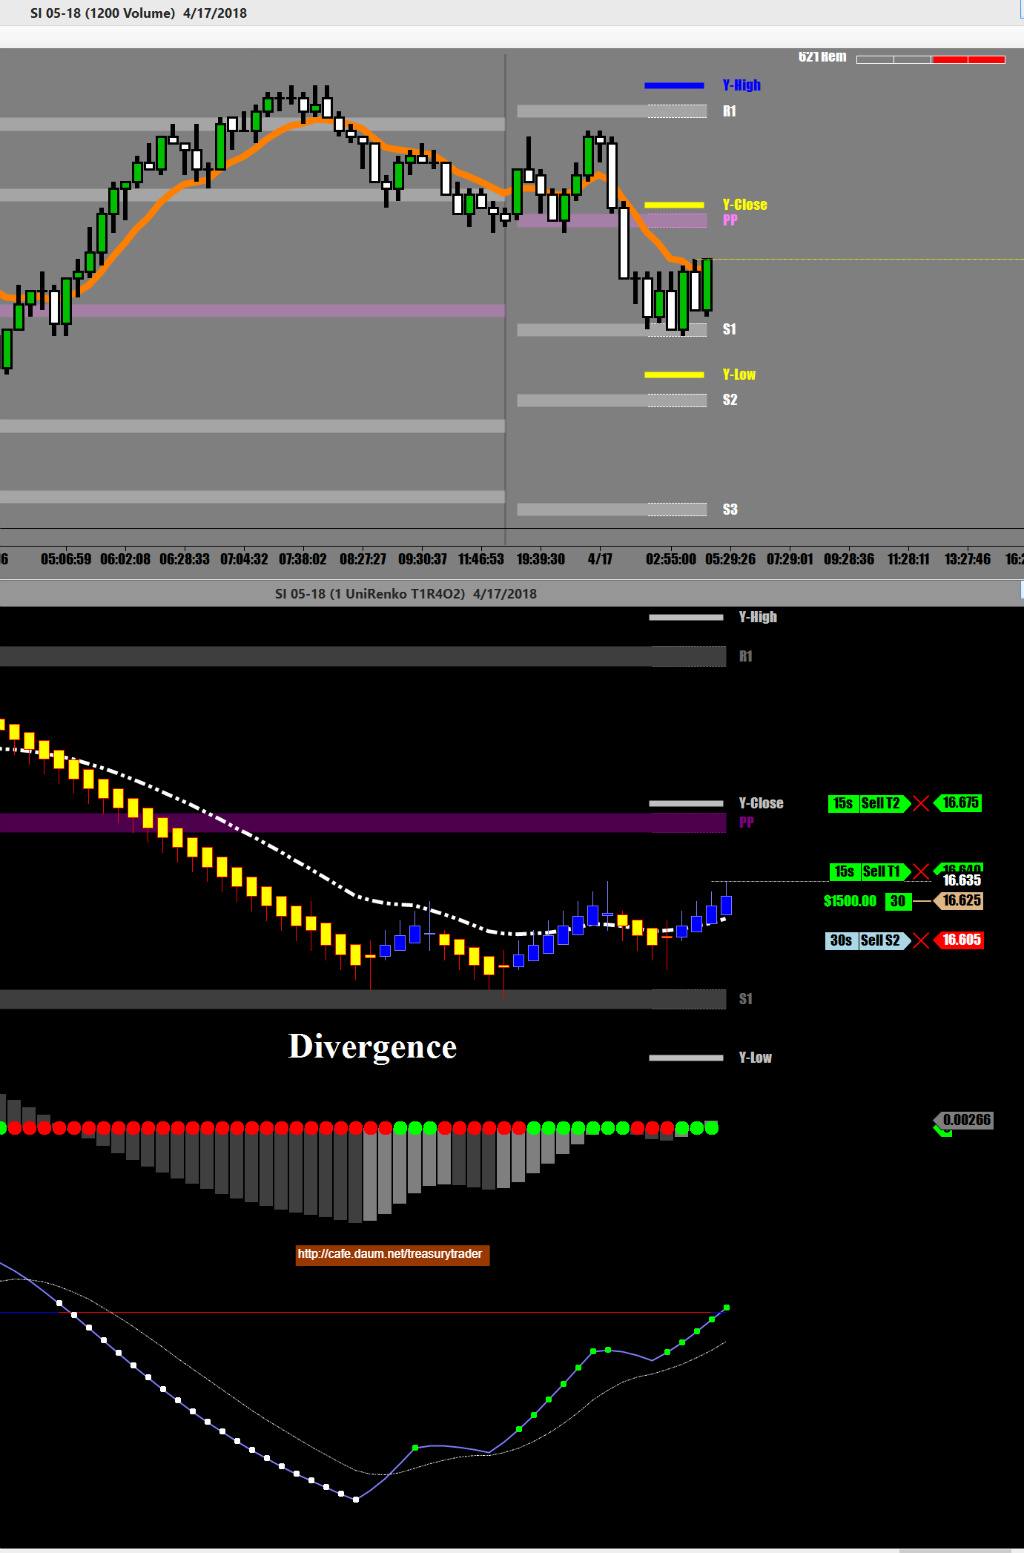 SI 05-18 (1200 Volume)  4/17/2018
621Hem
Y-High
R1
Y-Close
PP
S1
Y-Low
S2
S3
05:06:59 06:02:08 06:28:33 07:04:32 07:38:02 08:27:27 09:30:37 11:46:53 19:39:30 4/17 02:55:00 05:29:26 07:29:01 09:28:36 11:28:11 13:27:46
SI 05-18 (1 UniRenko T1R4O2)  4/17/2018
Y-High
R1
Y-Close
15s Sell T2 16.675
PP
15s Sell T1 16.640
16.635
$1500.00 30 16.625
30s Sell S2 16.605
S1
Divergence
Y-Low
0.00266
http://cafe.daum.net/treasurytrader